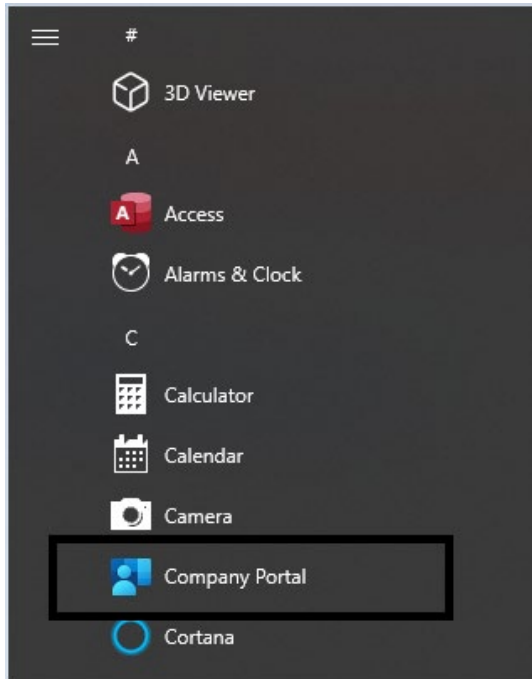 #
3D Viewer
A
A Access
Alarms & Clock
C
Calculator
Calendar
Camera
Company Portal
Cortana